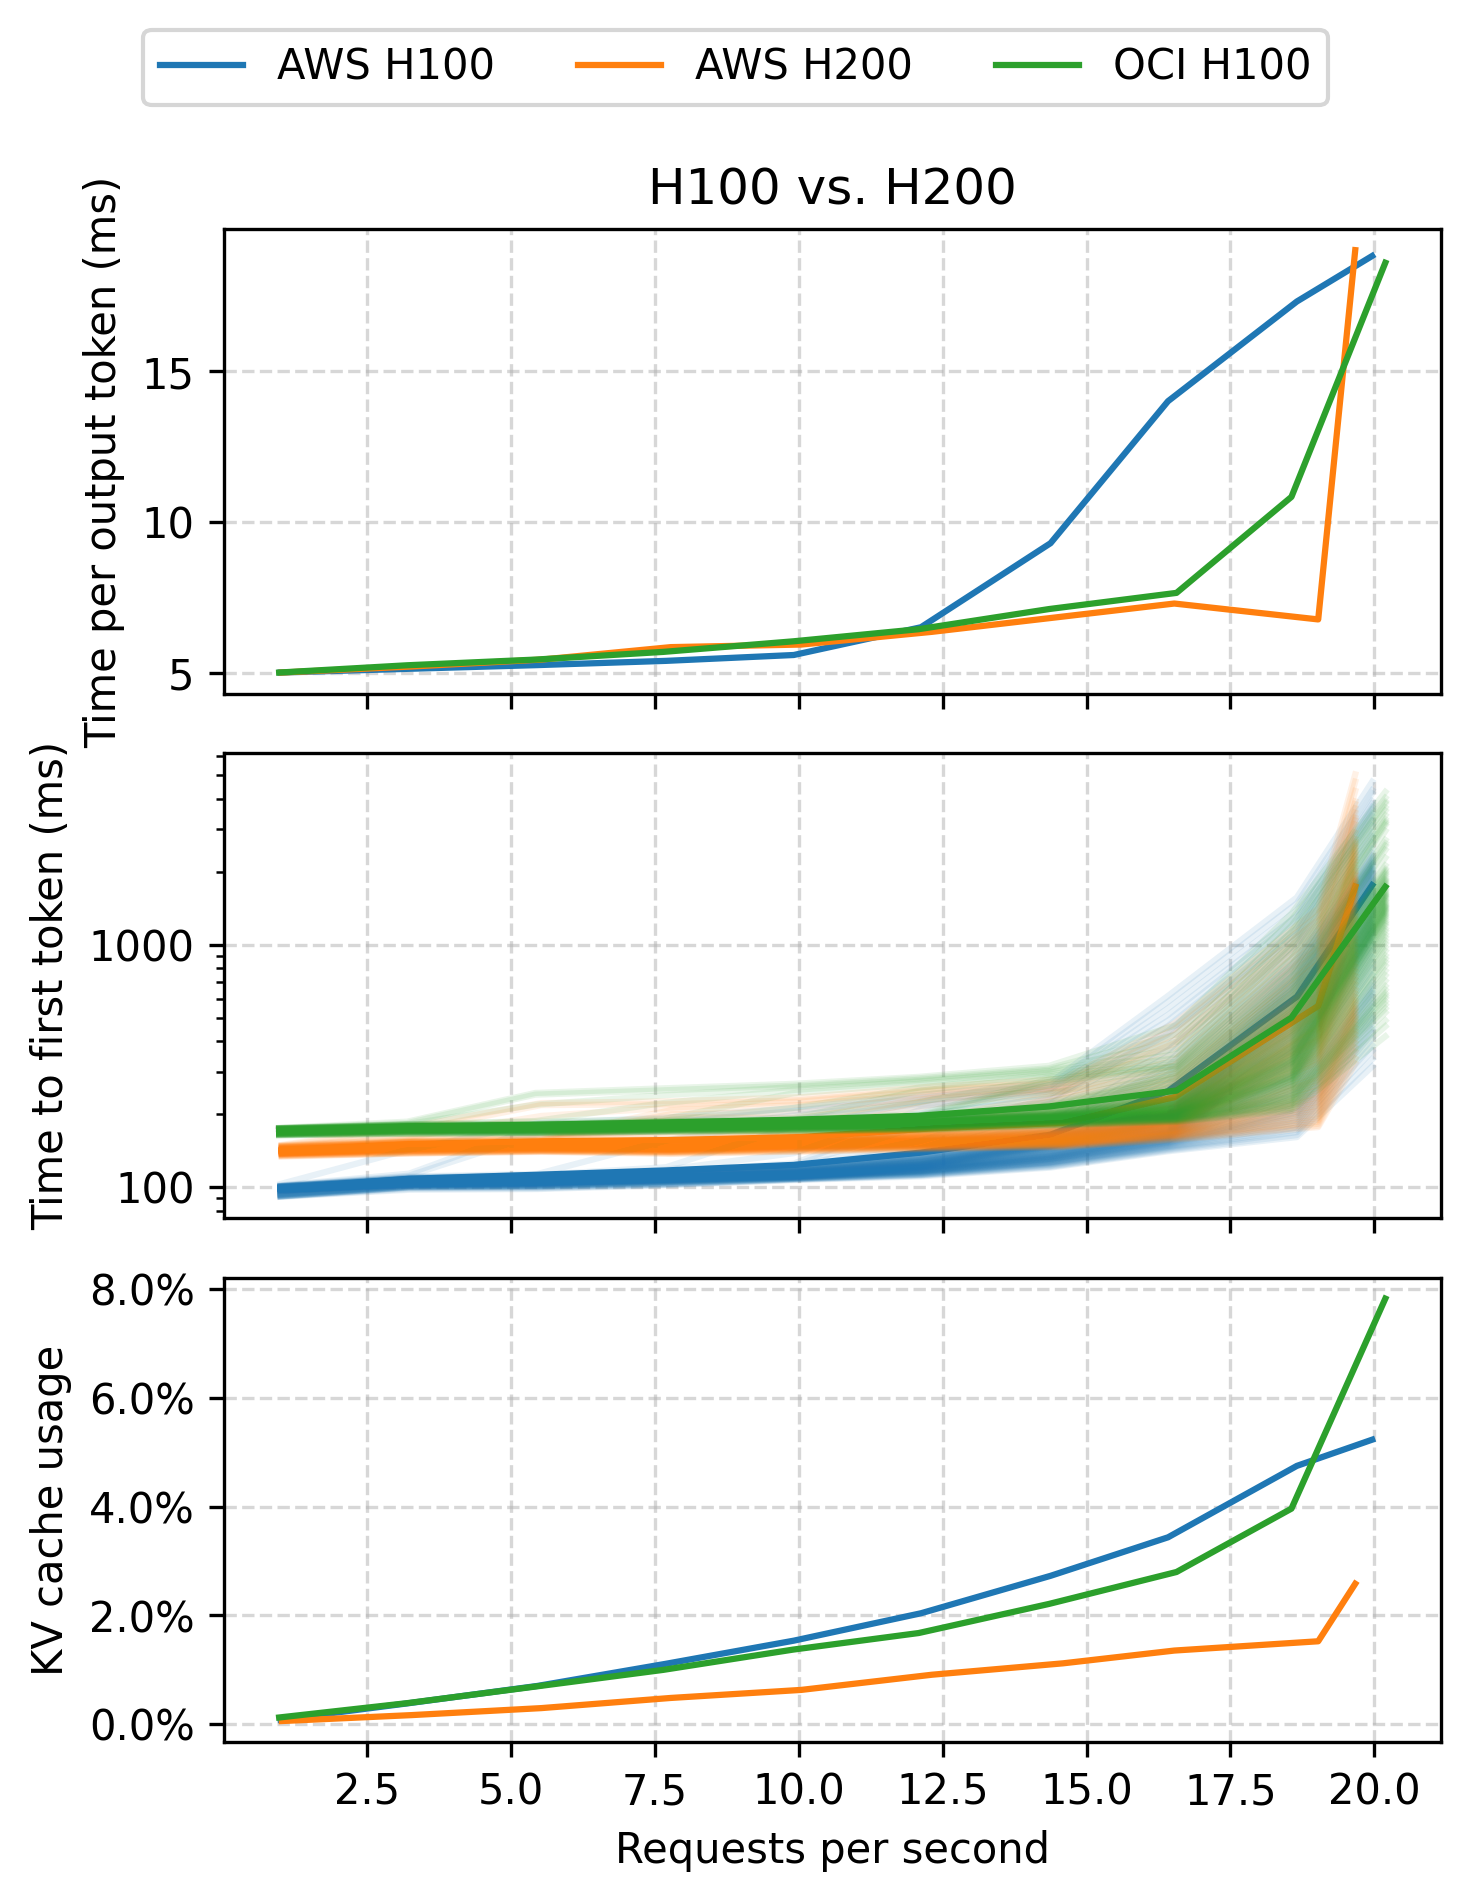 AWS H100 AWS H200 OCI H100
H100 vs. H200
Time per output token (ms)
15
10
5
Time to first token (ms)
1000
100
KV cache usage
8.0%
6.0%
4.0%
2.0%
0.0%
2.5 5.0 7.5 10.0 12.5 15.0 17.5 20.0
Requests per second